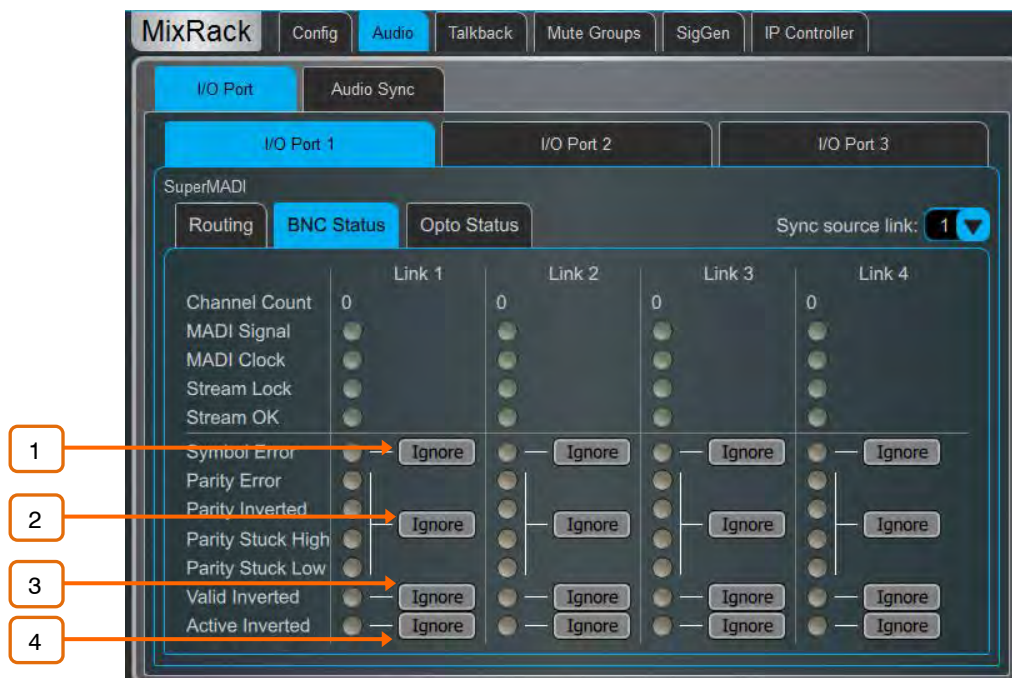 MixRack Config Audio Talkback Mute Groups SigGen IP Controller
I/O Port Audio Sync
I/O Port 1 I/O Port 2 I/O Port 3
SuperMADI
Routing BNC Status Opto Status Sync source link: 1
Link 1 Link 2 Link 3 Link 4
Channel Count 0 0 0 0
MADI Signal
MADI Clock
Stream Lock
Stream OK
1 Symbol Error Ignore Ignore Ignore Ignore
Parity Error
Parity Inverted
2 Ignore Ignore Ignore Ignore
Parity Stuck High
Parity Stuck Low
3 Valid Inverted Ignore Ignore Ignore Ignore
4 Active Inverted Ignore Ignore Ignore Ignore